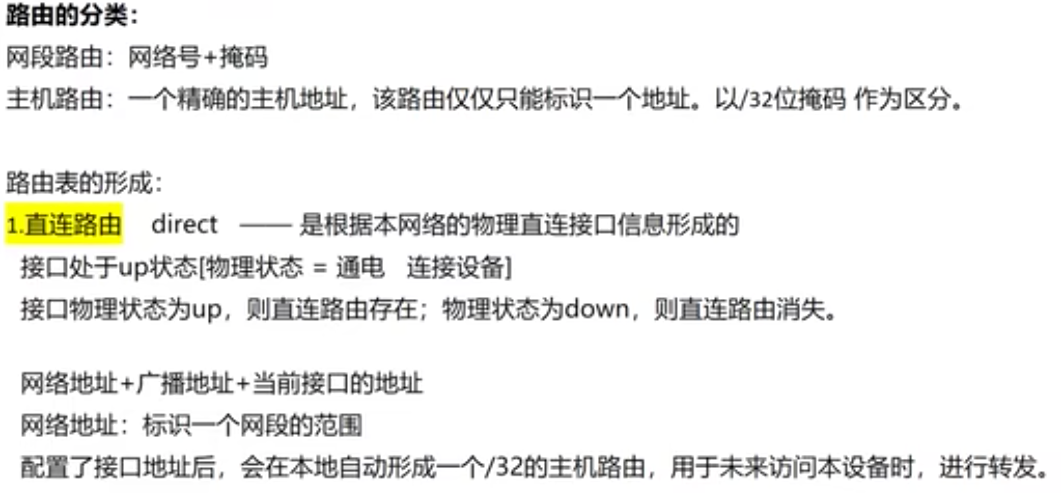 路由的分类：
网段路由：网络号+掩码
主机路由：一个精确的主机地址，该路由仅仅只能标识一个地址。以/32位掩码 作为区分。
路由表的形成：
1.直连路由 direct —— 是根据本网络的物理直连接口信息形成的
接口处于up状态[物理状态 = 通电 连接设备]
接口物理状态为up，则直连路由存在；物理状态为down，则直连路由消失。
网络地址+广播地址+当前接口的地址
网络地址：标识一个网段的范围
配置了接口地址后，会在本地自动形成一个/32的主机路由，用于未来访问本设备时，进行转发。